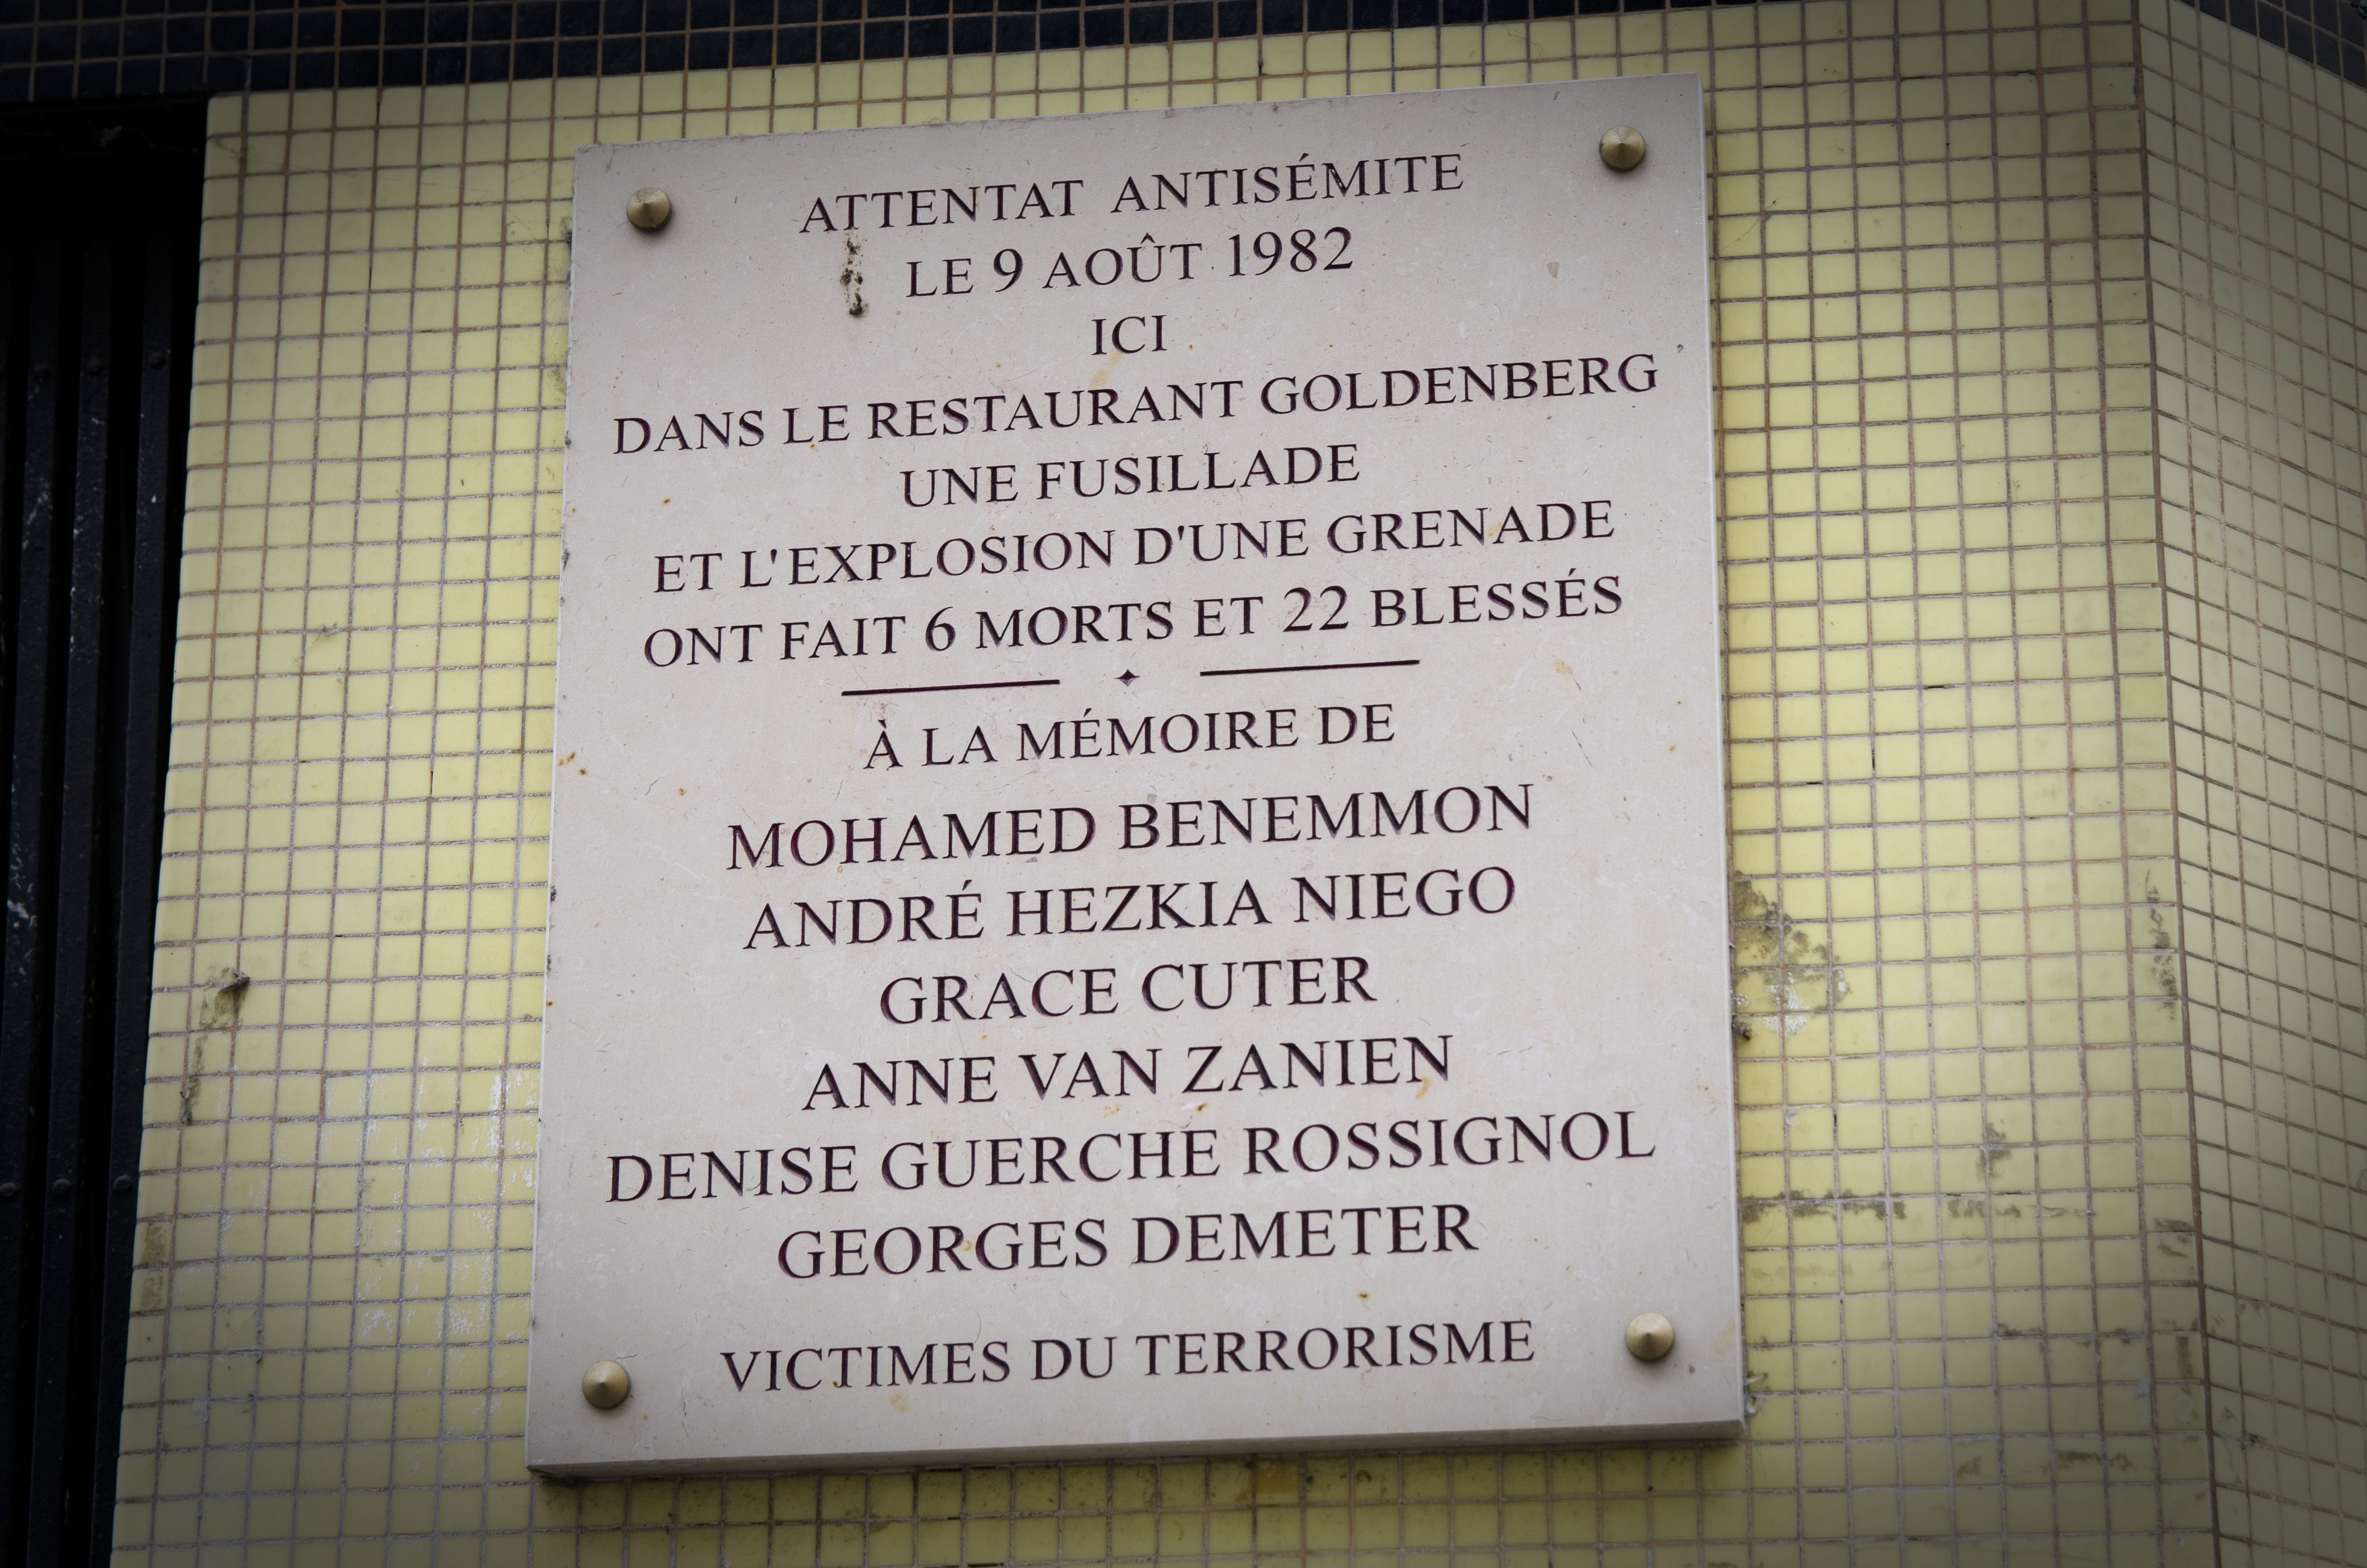 ATTENTAT ANTISÉMITE
LE 9 AOÛT 1982
ICI
DANS LE RESTAURANT GOLDENBERG
UNE FUSILLADE
ET L'EXPLOSION D'UNE GRENADE
ONT FAIT 6 MORTS ET 22 BLESSÉS
À LA MÉMOIRE DE
MOHAMED BENEMMON
ANDRÉ HEZKIA NIEGO
GRACE CUTER
ANNE VAN ZANIEN
DENISE GUERCHE ROSSIGNOL
GEORGES DEMETER
VICTIMES DU TERRORISME